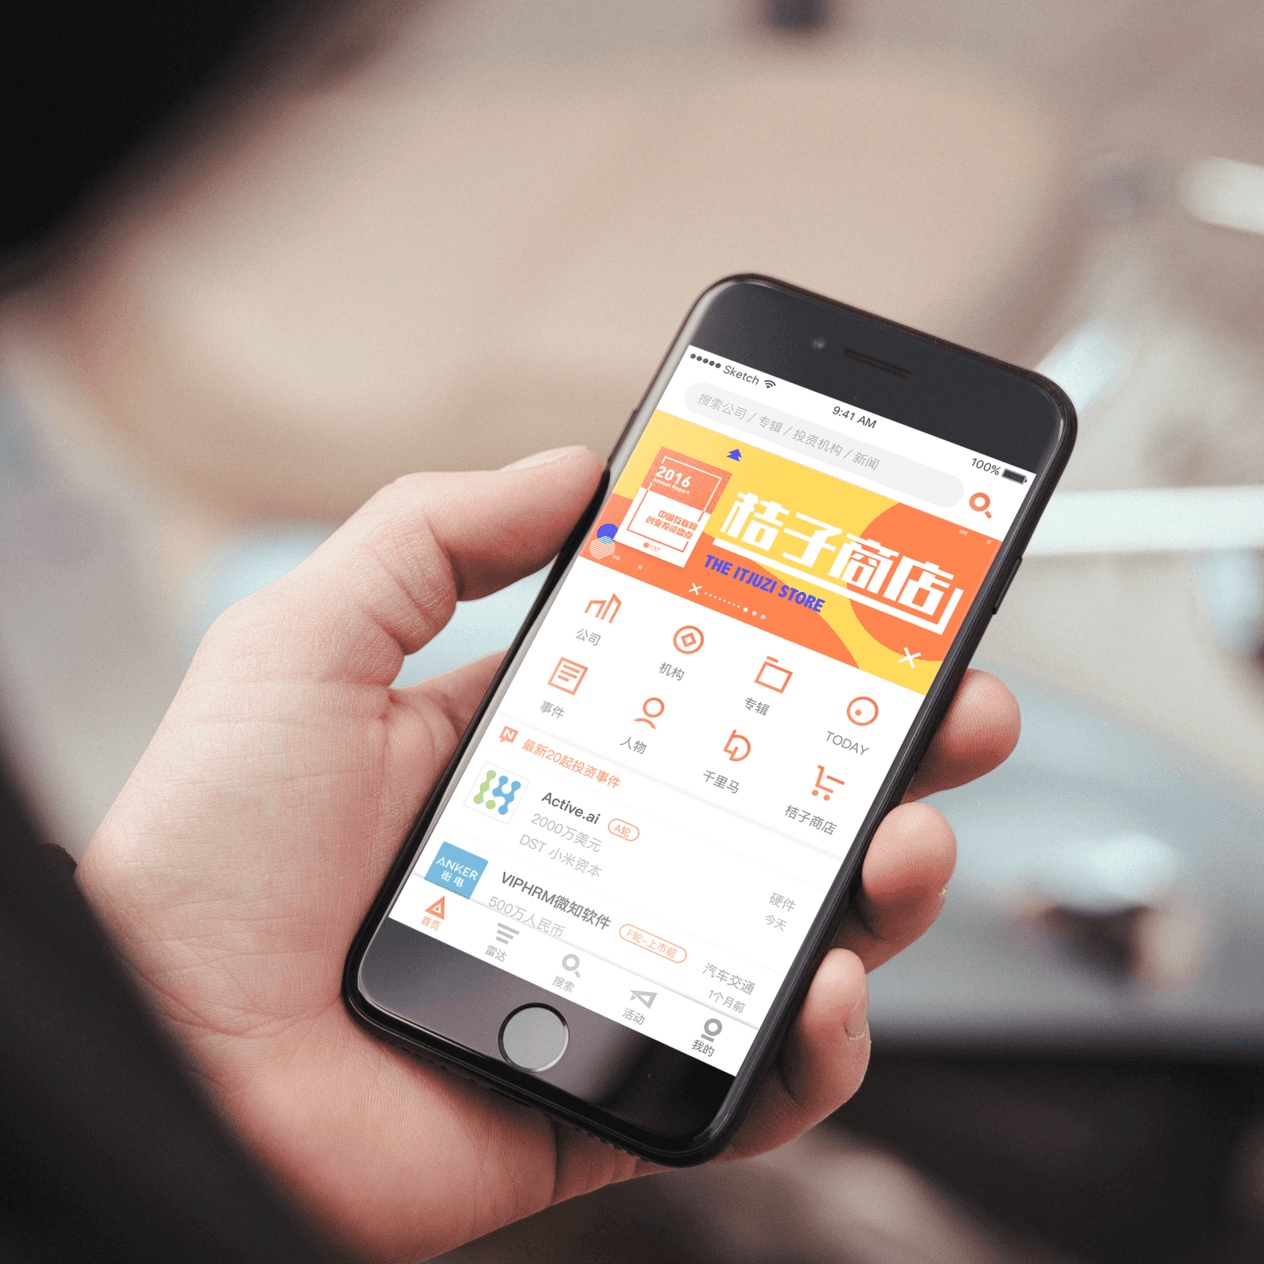 Sketch
9:41 AM
100%
搜索公司 / 专辑 / 投资机构 / 新闻
2016
Annual Report
中国互联网
创业投资盘点
桔子商店
THE ITJUZI STORE
公司
机构
专辑
TODAY
事件
人物
千里马
桔子商店
最新20起投资事件
Active.ai A轮
2000万美元
DST 小米资本
硬件
今天
ANKER
街电
VIPHRM微知软件 F轮-上市前
500万人民币
汽车交通
1个月前
首页
雷达
搜索
活动
我的